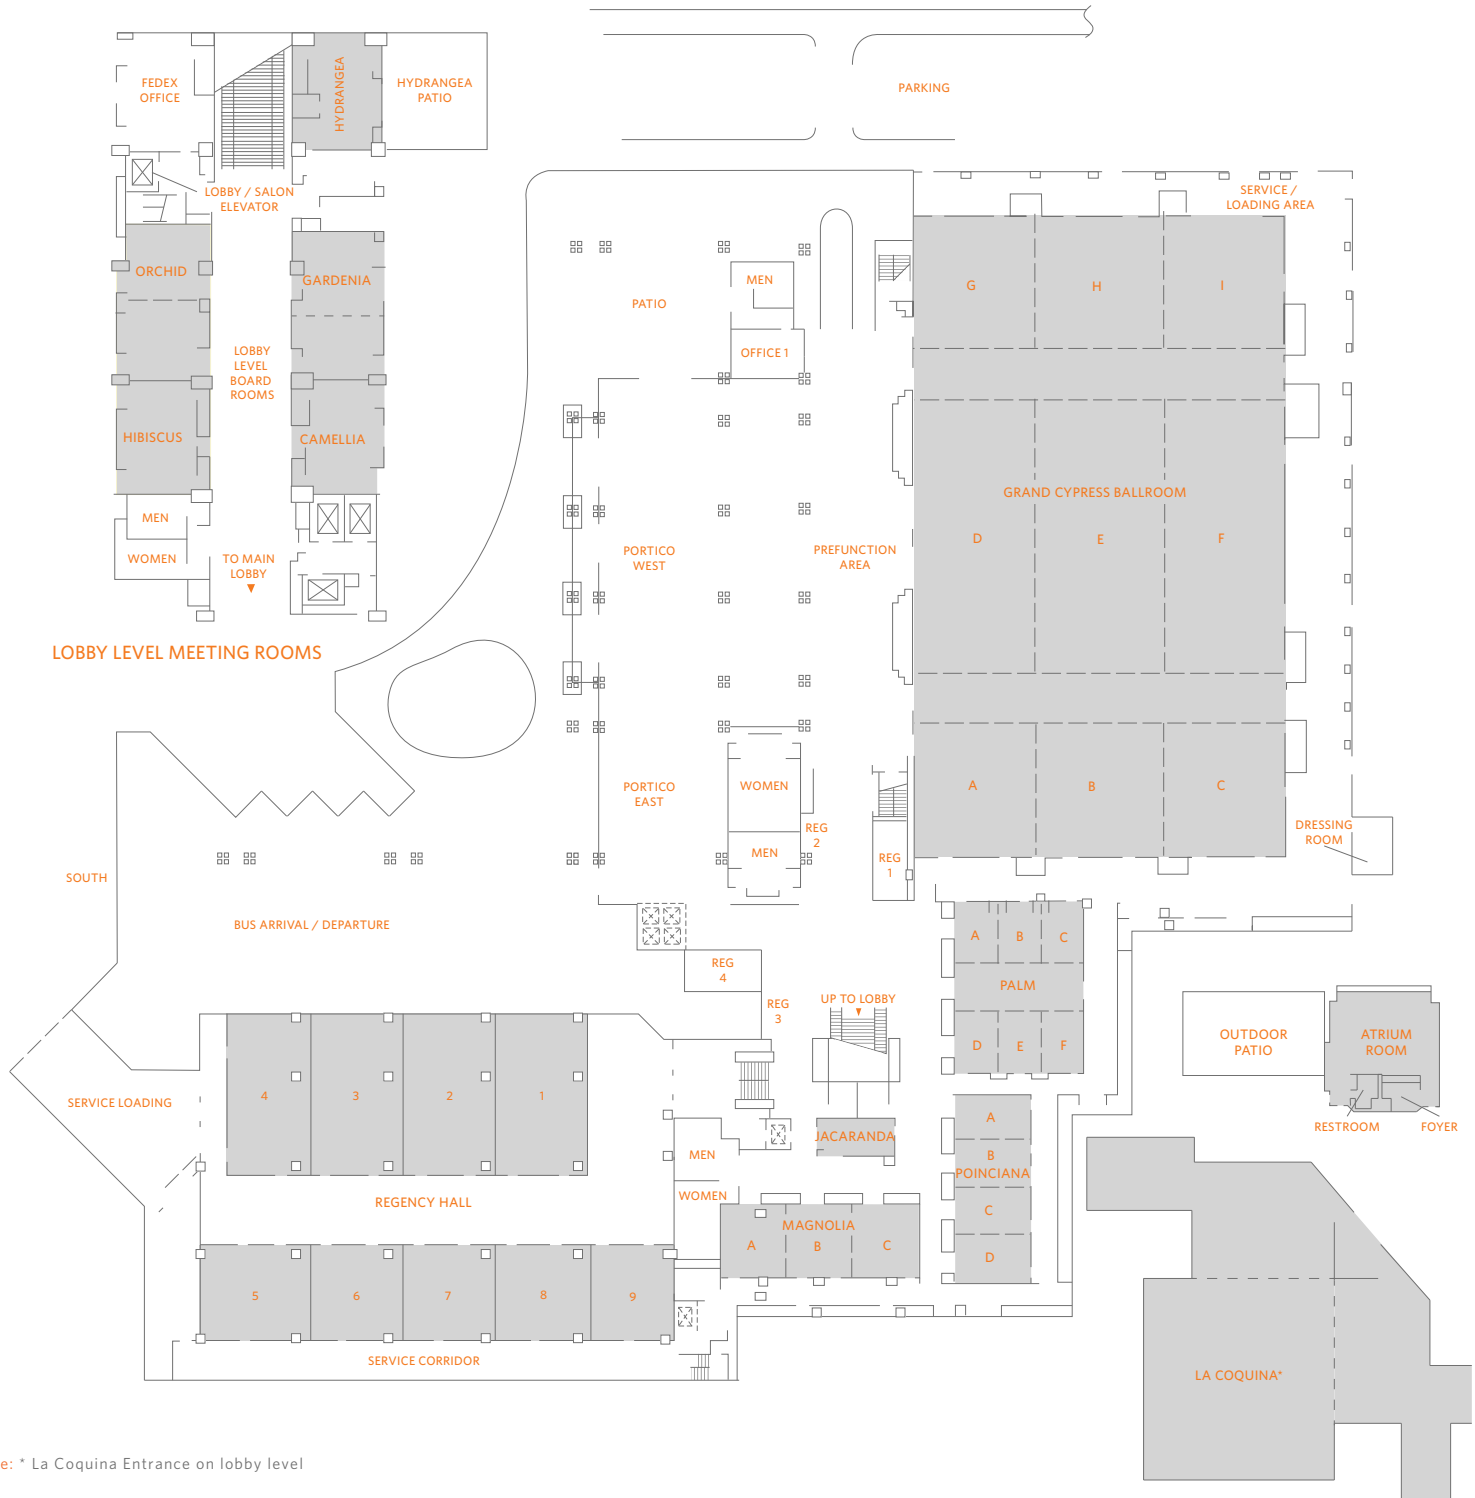 FEDEX
OFFICE
HYDRANGEA
HYDRANGEA
PATIO
PARKING
LOBBY / SALON
ELEVATOR
SERVICE /
LOADING AREA
ORCHID
GARDENIA
LOBBY
LEVEL
BOARD
ROOMS
HIBISCUS
CAMELLIA
MEN
WOMEN
TO MAIN
LOBBY
LOBBY LEVEL MEETING ROOMS
PATIO
MEN
OFFICE 1
G
H
I
GRAND CYPRESS BALLROOM
D
E
F
PORTICO
WEST
PREFUNCTION
AREA
PORTICO
EAST
WOMEN
MEN
REG
2
REG
1
A
B
C
DRESSING
ROOM
SOUTH
BUS ARRIVAL / DEPARTURE
REG
4
REG
3
UP TO LOBBY
A
B
C
PALM
D
E
F
OUTDOOR
PATIO
ATRIUM
ROOM
RESTROOM
FOYER
SERVICE LOADING
4
3
2
1
REGENCY HALL
MEN
WOMEN
JACARANDA
A
B
POINCIANA
C
D
MAGNOLIA
A
B
C
5
6
7
8
9
SERVICE CORRIDOR
LA COQUINA*
e: * La Coquina Entrance on lobby level